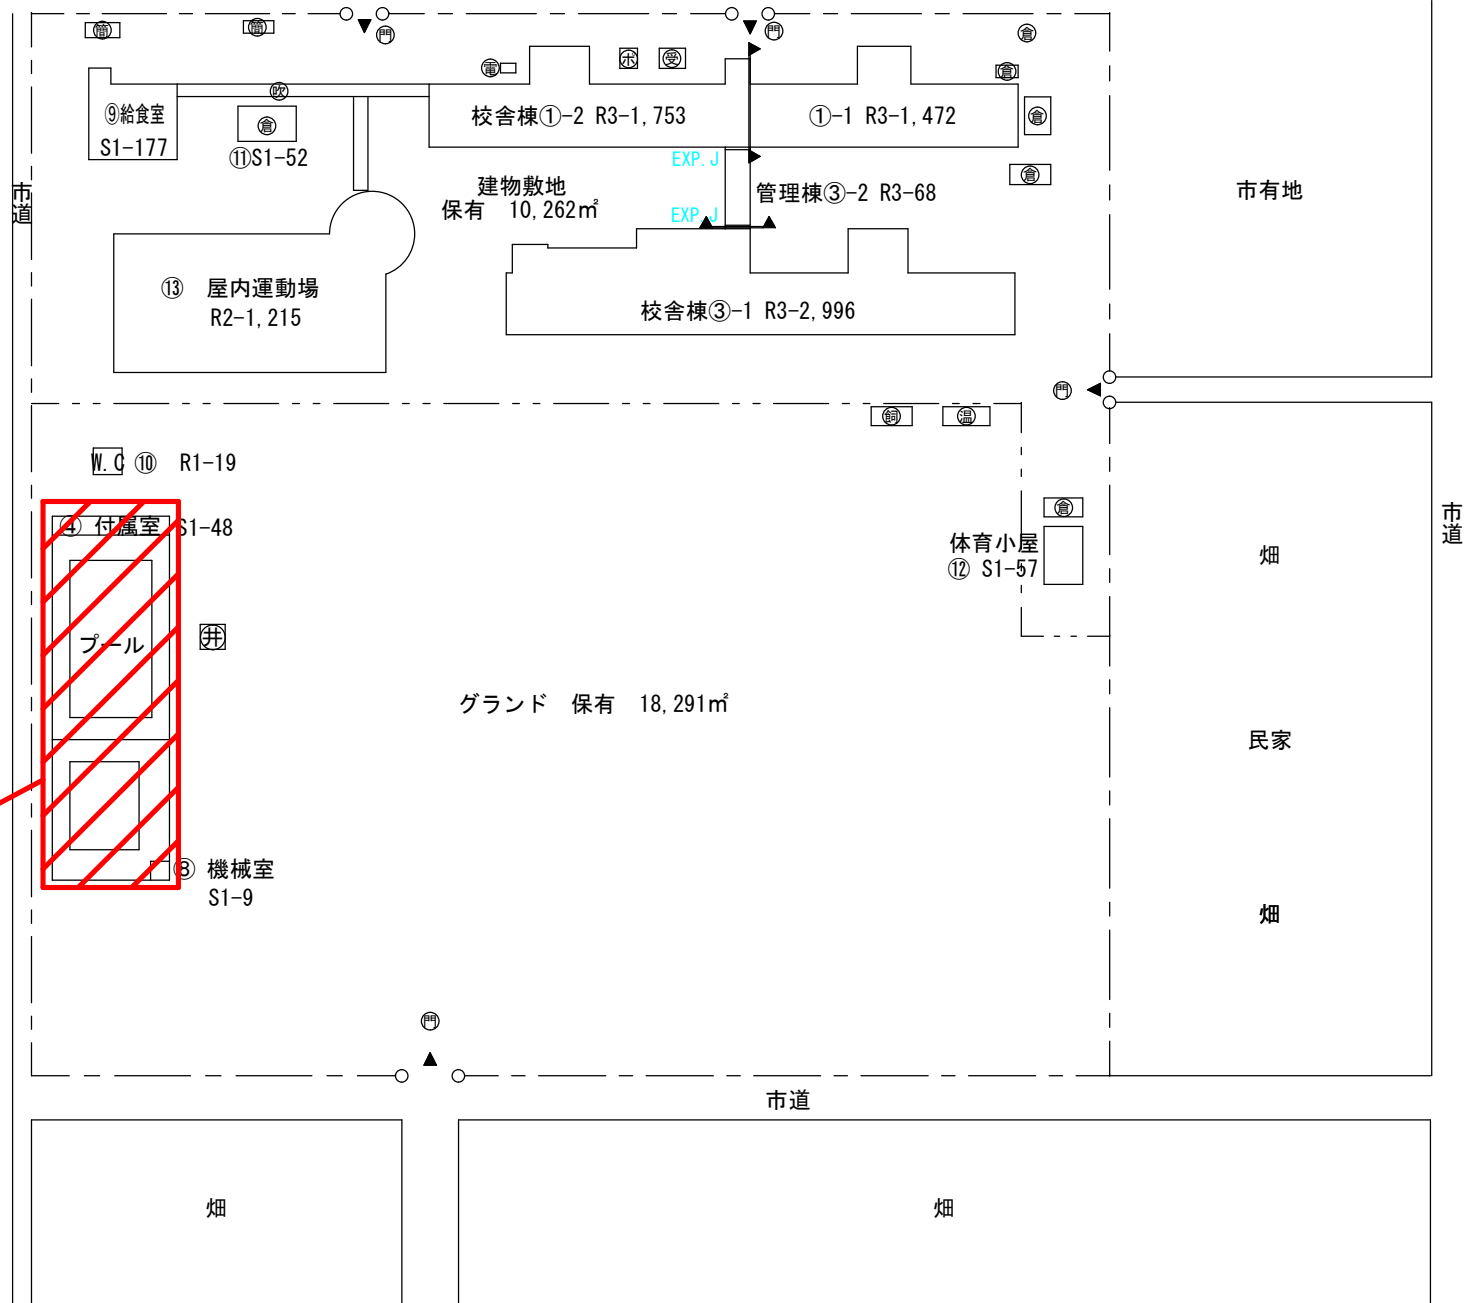 簡
簡
門
門
倉
電
ポ
受
倉
吹
⑨給食室
S1-177
倉
⑪S1-52
校舎棟①-2 R3-1,753
①-1 R3-1,472
倉
EXP.J
倉
市道
建物敷地
保有 10,262㎡
EXP.J
管理棟③-2 R3-68
市有地
⑬ 屋内運動場
R2-1,215
校舎棟③-1 R3-2,996
門
飼
温
W.C ⑩ R1-19
④ 付属室 S1-48
倉
体育小屋
⑫ S1-57
畑
市道
プール
井
グランド 保有 18,291㎡
民家
⑧ 機械室
S1-9
畑
門
市道
畑
畑